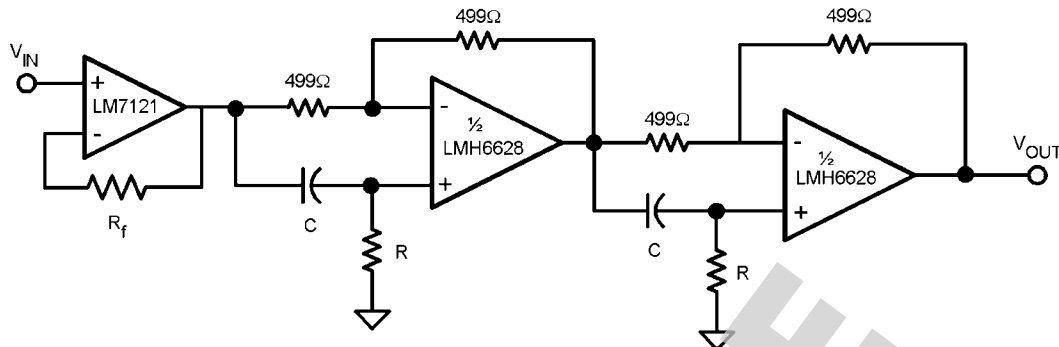 499Ω
499Ω
V_IN
+
LM7121
-
499Ω
-
½
LMH6628
+
499Ω
-
½
LMH6628
+
V_OUT
R_f
C
R
C
R